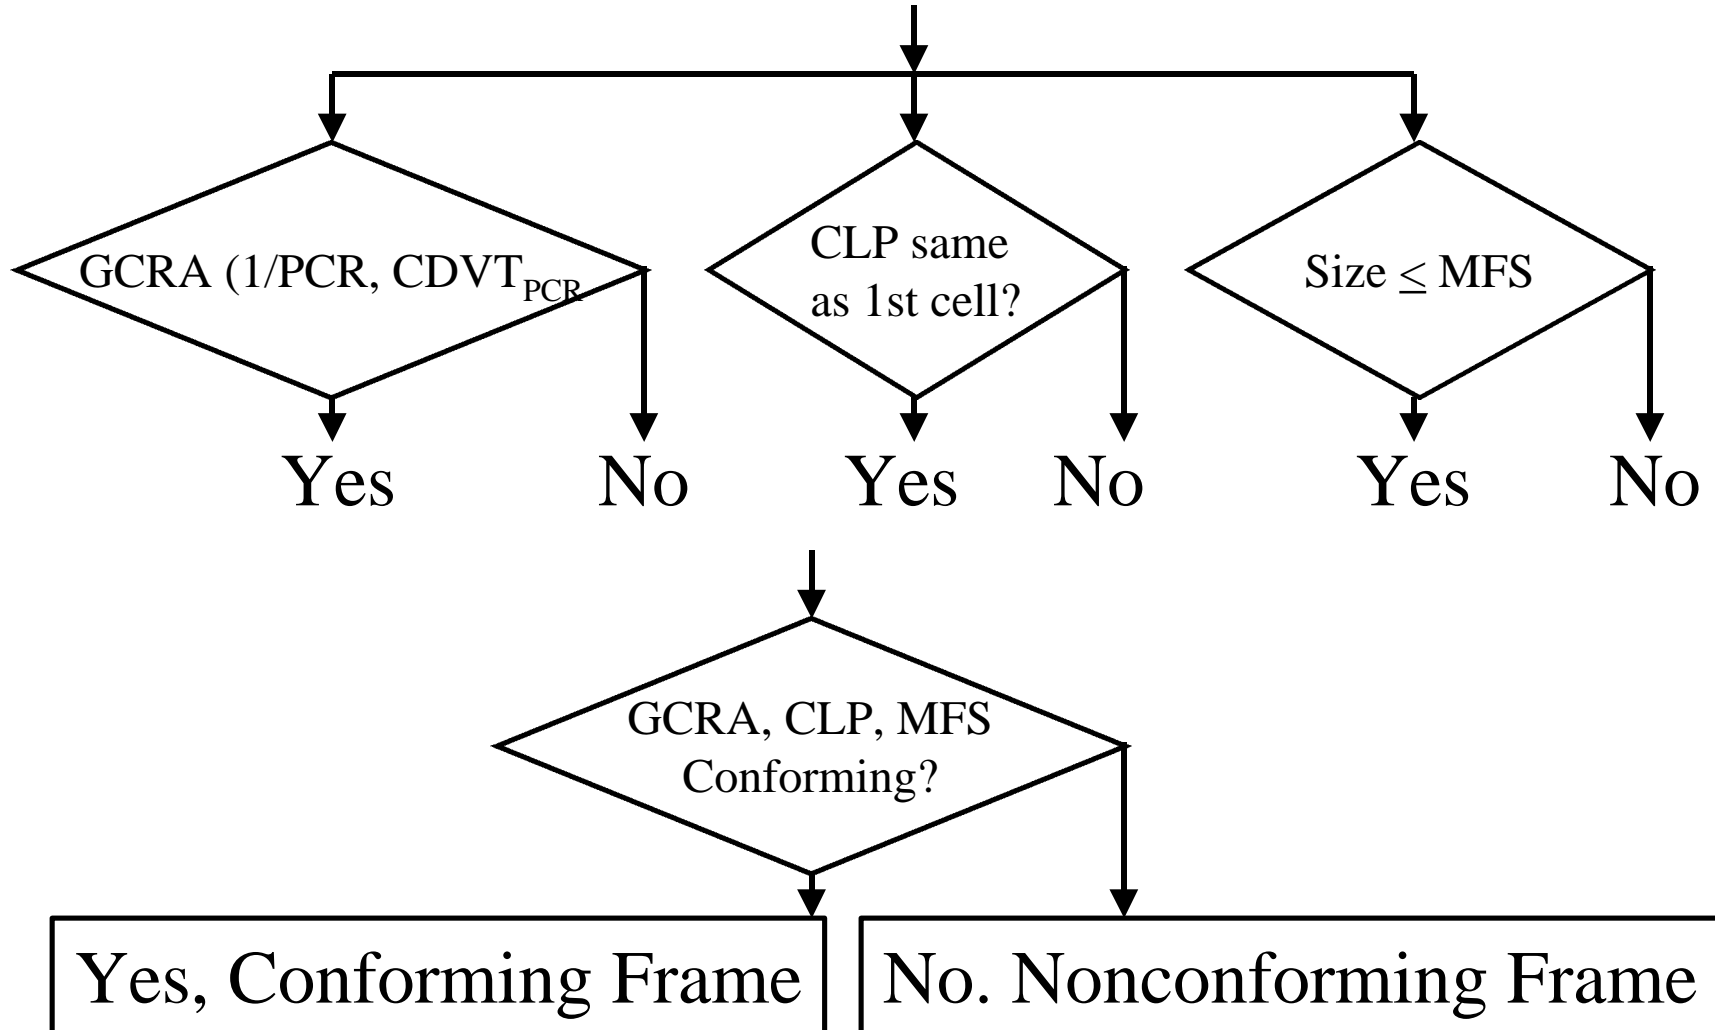 GCRA (1/PCR, CDVT_PCR
CLP same
as 1st cell?
Size ≤ MFS
Yes No Yes No Yes No
GCRA, CLP, MFS
Conforming?
Yes, Conforming Frame
No. Nonconforming Frame